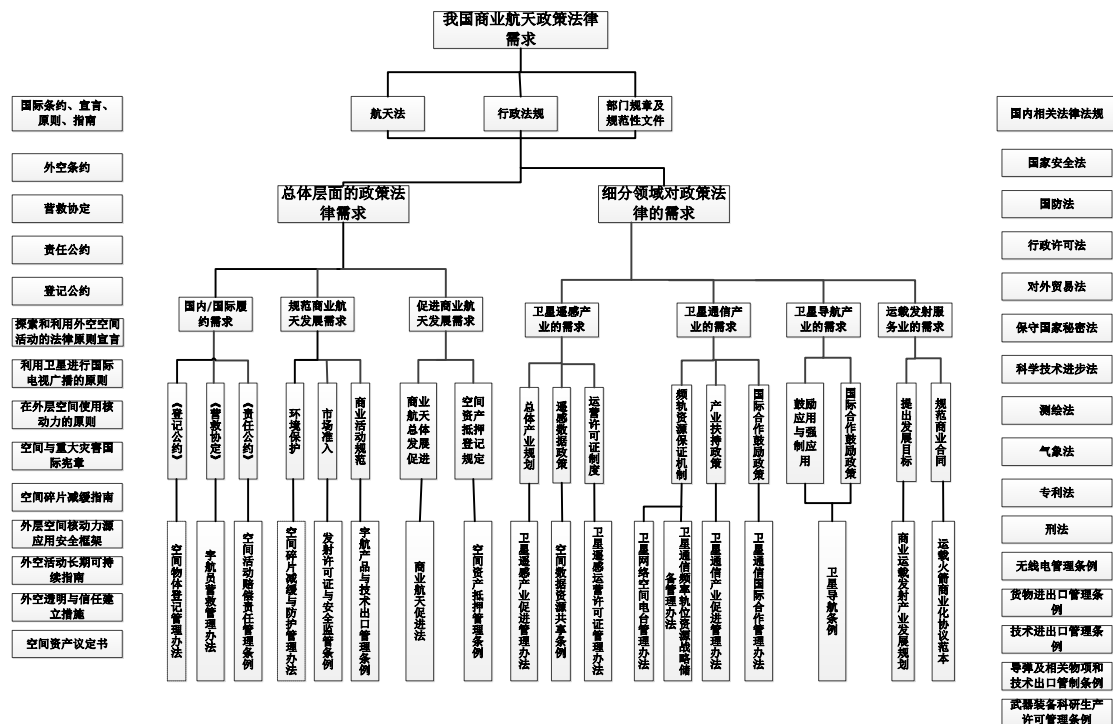 我国商业航天政策法律
需求
航天法
行政法规
部门规章及
规范性文件
总体层面的政策法
律需求
细分领域对政策法
律的需求
国际条约、宣言、
原则、指南
外空条约
营救协定
责任公约
登记公约
探索和利用外空空间
活动的法律原则宣言
利用卫星进行国际
电视广播的原则
在外层空间使用核
动力的原则
空间与重大灾害国
际宪章
空间碎片减缓指南
外层空间核动力源
应用安全框架
外空活动长期可持
续指南
外空透明与信任建
立措施
空间资产议定书
国内/国际履
约需求
规范商业航
天发展需求
促进商业航
天发展需求
卫星遥感产
业的需求
卫星通信产
业的需求
卫星导航产
业的需求
运载发射服
务业的需求
《登记公约》
《营救协定》
《责任公约》
环境保护
市场准入
商业活动规范
商业航天总体发展促进
空间资产抵押登记规定
总体产业规划
遥感数据政策
运营许可证制度
频轨资源保证机制
产业扶持政策
国际合作鼓励政策
鼓励应用与强制应用
国际合作鼓励政策
提出发展目标
规范商业合同
空间物体登记管理办法
宇航员营救管理办法
空间活动赔偿责任管理条例
空间碎片减缓与防护管理办法
发射许可证与安全监管条例
宇航产品与技术出口管理条例
商业航天促进法
空间资产抵押管理条例
卫星遥感产业促进管理办法
空间数据资源共享条例
卫星遥感运营许可证管理办法
卫星网络空间电台管理办法
卫星通信频率轨位资源战略储
备管理办法
卫星通信产业促进管理办法
卫星通信国际合作管理办法
卫星导航条例
商业运载发射产业发展规划
运载火箭商业化协议范本
国内相关法律法规
国家安全法
国防法
行政许可法
对外贸易法
保守国家秘密法
科学技术进步法
测绘法
气象法
专利法
刑法
无线电管理条例
货物进出口管理条
例
技术进出口管理条
例
导弹及相关物项和
技术出口管制条例
武器装备科研生产
许可管理条例